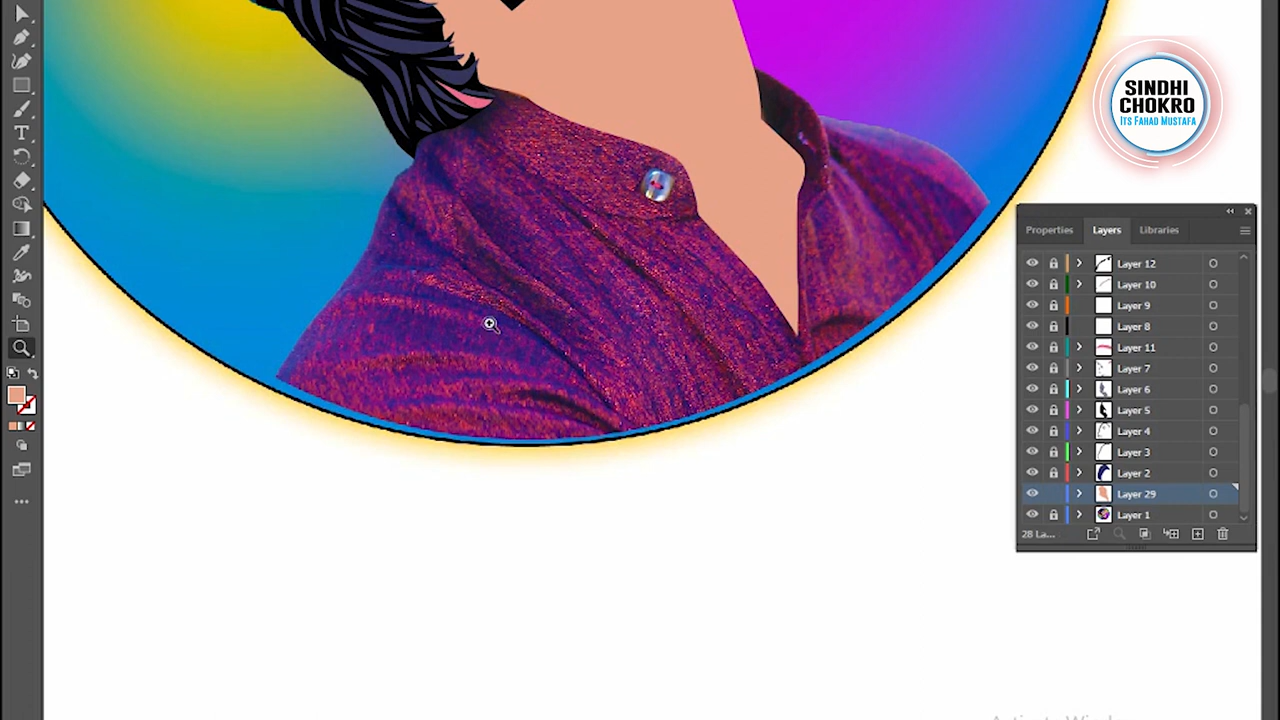 SINDHI
CHOKRO
ITS FAHAD MUSTAFA
Properties
Layers
Libraries
Layer 12
Layer 10
Layer 9
Layer 8
Layer 11
Layer 7
Layer 6
Layer 5
Layer 4
Layer 3
Layer 2
Layer 29
Layer 1
28 La...